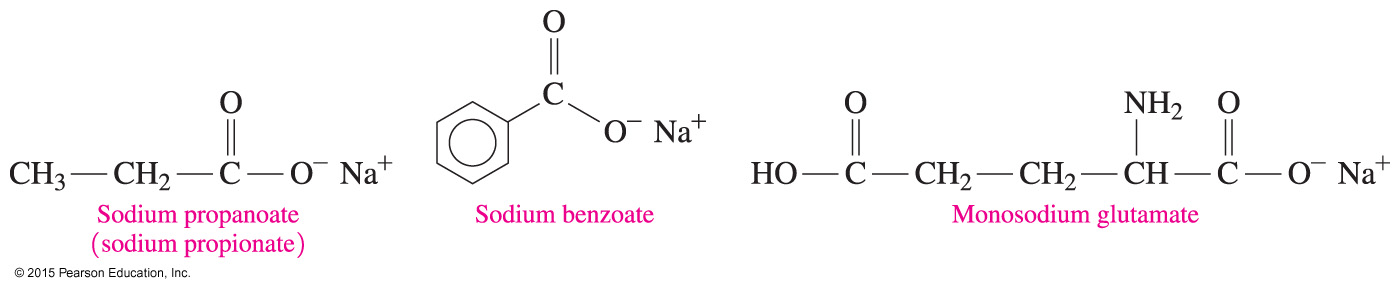 O
CH₃—CH₂—C—O⁻ Na⁺
Sodium propanoate
(sodium propionate)
O
C
O⁻ Na⁺
Sodium benzoate
O NH₂ O
HO—C—CH₂—CH₂—CH—C—O⁻ Na⁺
Monosodium glutamate
© 2015 Pearson Education, Inc.